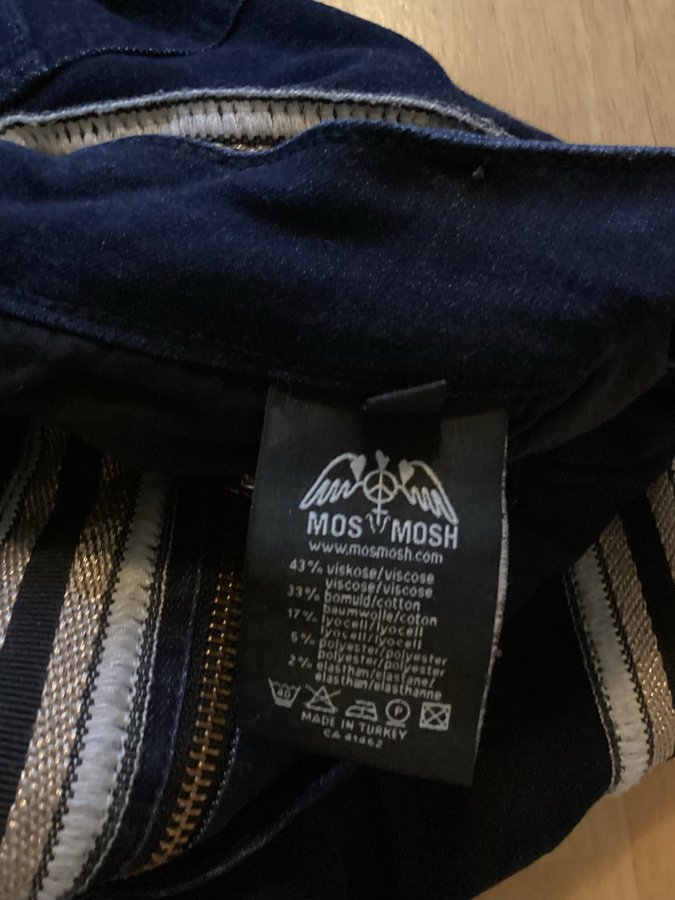 MOS MOSH
www.mosmosh.com
43% viskose/viscose
viscose/viscose
33% bomuld/cotton
baumwolle/coton
17% lyocell/lyocell
lyocell/lyocell
5% polyester/polyester
polyester/polyester
2% elasthan/elastane/
elasthan/elasthanne
40
MADE IN TURKEY
CA 41462